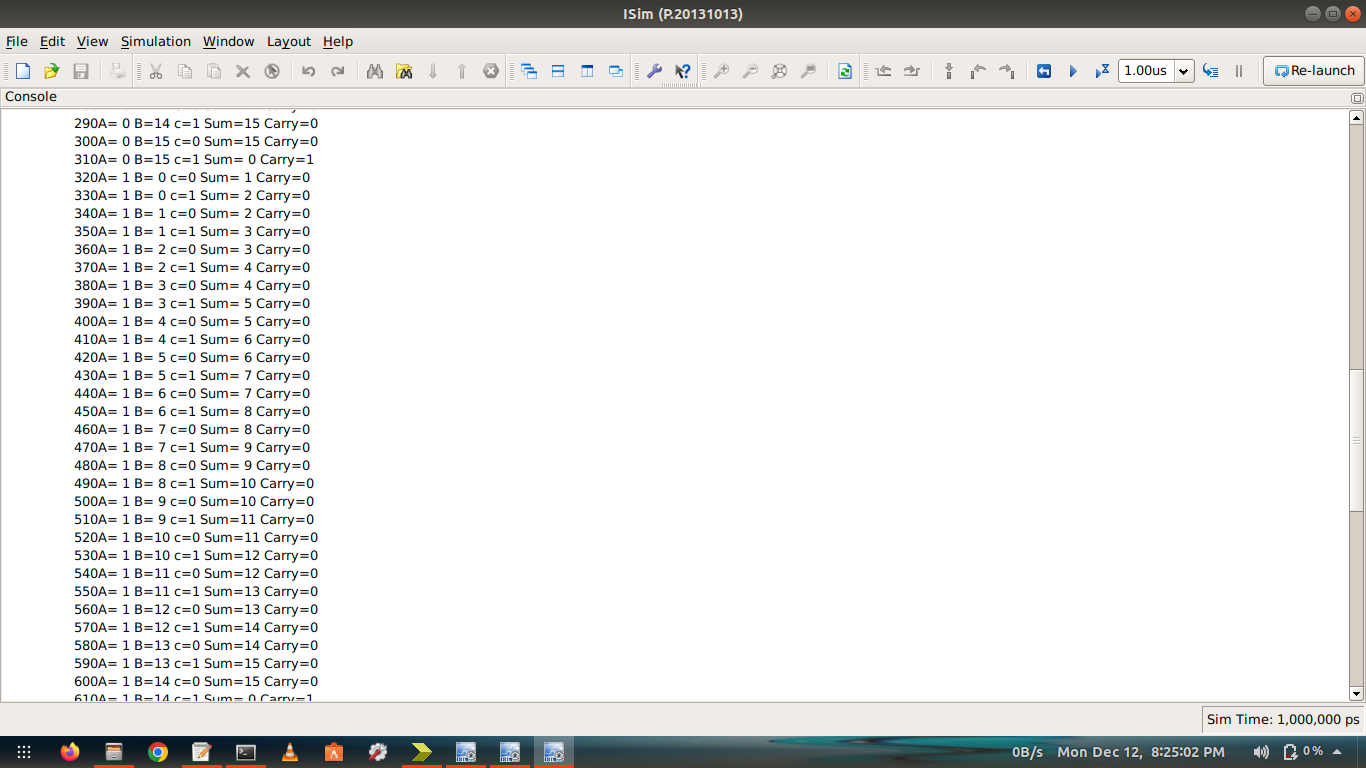 ISim (P.20131013)
File Edit View Simulation Window Layout Help
1.00us Re-launch
Console
290A= 0 B=14 c=1 Sum=15 Carry=0
300A= 0 B=15 c=0 Sum=15 Carry=0
310A= 0 B=15 c=1 Sum= 0 Carry=1
320A= 1 B= 0 c=0 Sum= 1 Carry=0
330A= 1 B= 0 c=1 Sum= 2 Carry=0
340A= 1 B= 1 c=0 Sum= 2 Carry=0
350A= 1 B= 1 c=1 Sum= 3 Carry=0
360A= 1 B= 2 c=0 Sum= 3 Carry=0
370A= 1 B= 2 c=1 Sum= 4 Carry=0
380A= 1 B= 3 c=0 Sum= 4 Carry=0
390A= 1 B= 3 c=1 Sum= 5 Carry=0
400A= 1 B= 4 c=0 Sum= 5 Carry=0
410A= 1 B= 4 c=1 Sum= 6 Carry=0
420A= 1 B= 5 c=0 Sum= 6 Carry=0
430A= 1 B= 5 c=1 Sum= 7 Carry=0
440A= 1 B= 6 c=0 Sum= 7 Carry=0
450A= 1 B= 6 c=1 Sum= 8 Carry=0
460A= 1 B= 7 c=0 Sum= 8 Carry=0
470A= 1 B= 7 c=1 Sum= 9 Carry=0
480A= 1 B= 8 c=0 Sum= 9 Carry=0
490A= 1 B= 8 c=1 Sum=10 Carry=0
500A= 1 B= 9 c=0 Sum=10 Carry=0
510A= 1 B= 9 c=1 Sum=11 Carry=0
520A= 1 B=10 c=0 Sum=11 Carry=0
530A= 1 B=10 c=1 Sum=12 Carry=0
540A= 1 B=11 c=0 Sum=12 Carry=0
550A= 1 B=11 c=1 Sum=13 Carry=0
560A= 1 B=12 c=0 Sum=13 Carry=0
570A= 1 B=12 c=1 Sum=14 Carry=0
580A= 1 B=13 c=0 Sum=14 Carry=0
590A= 1 B=13 c=1 Sum=15 Carry=0
600A= 1 B=14 c=0 Sum=15 Carry=0
610A= 1 B=14 c=1 Sum= 0 Carry=1
Sim Time: 1,000,000 ps
0B/s Mon Dec 12, 8:25:02 PM 0 %